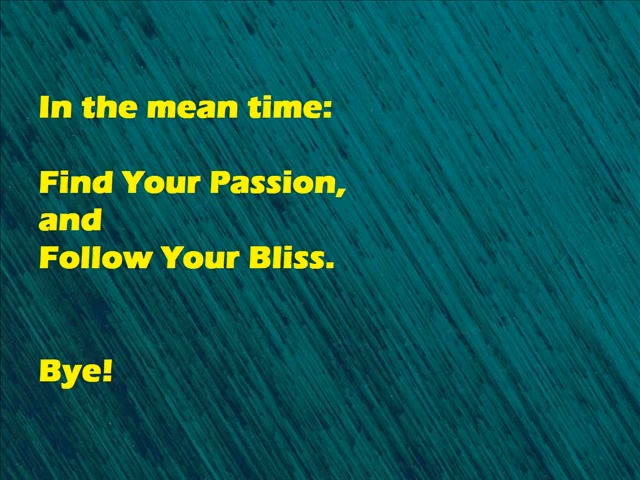 In the mean time:
Find Your Passion,
and
Follow Your Bliss.
Bye!